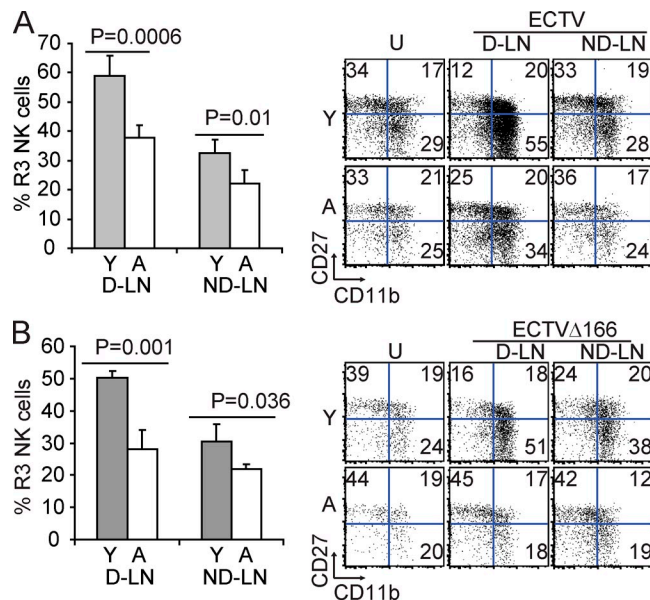 A
P=0.0006
P=0.01
% R3 NK cells
70
60
50
40
30
20
10
0
Y A Y A
D-LN ND-LN
ECTV
U D-LN ND-LN
Y
34 17 12 20 33 19
29 55 28
A
33 21 25 20 36 17
25 34 24
CD27
CD11b
B
P=0.001
P=0.036
% R3 NK cells
60
50
40
30
20
10
0
Y A Y A
D-LN ND-LN
ECTVΔ166
U D-LN ND-LN
Y
39 19 16 18 24 20
24 51 38
A
44 19 45 17 42 12
20 18 19
CD27
CD11b